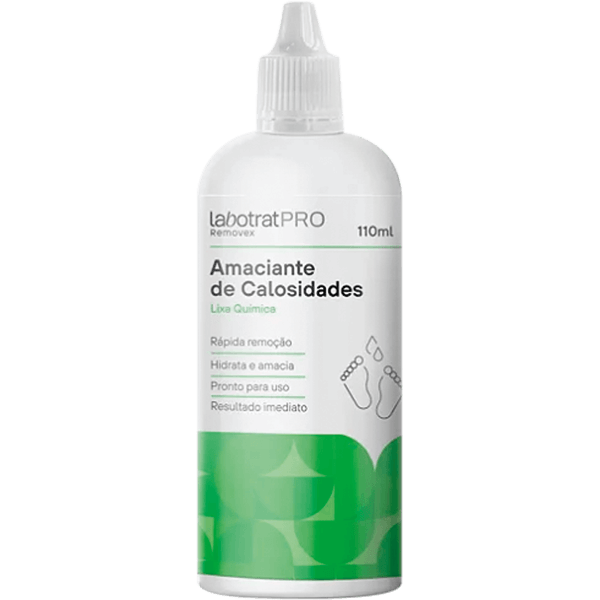 labotratPRO
Removex
110ml
Amaciante
de Calosidades
Lixa Química
Rápida remoção
Hidrata e amacia
Pronto para uso
Resultado imediato